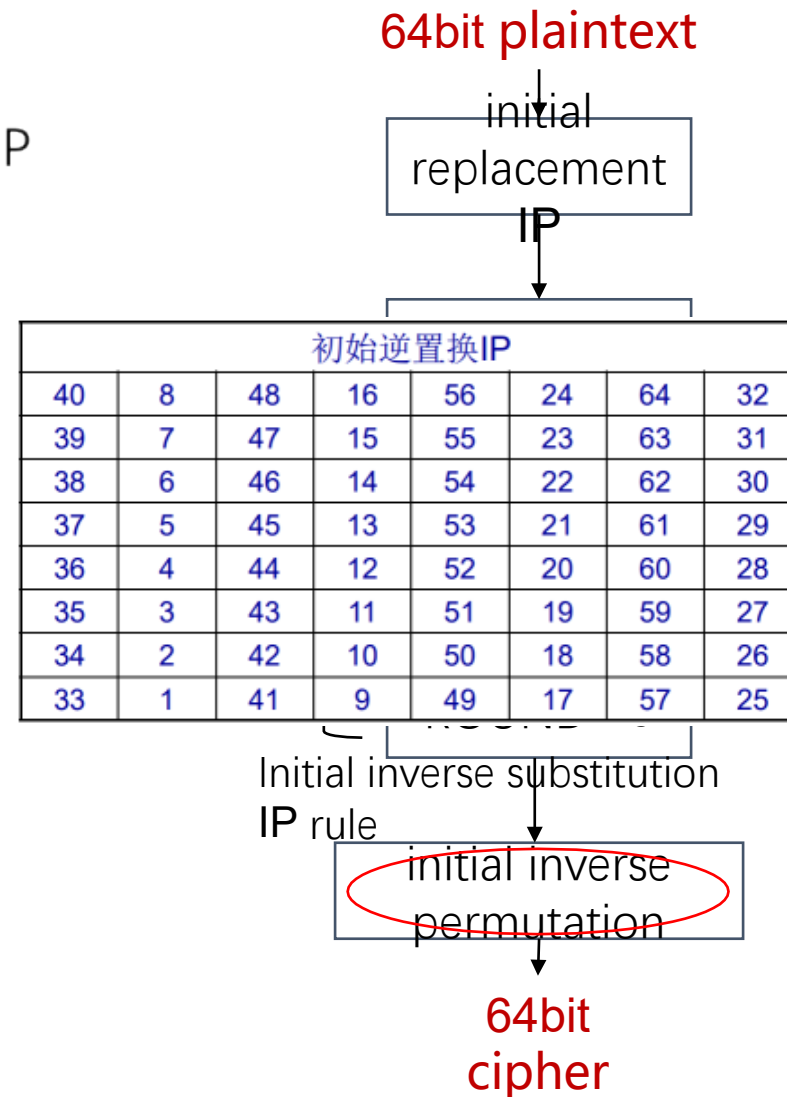 64bit plaintext
P
initial
replacement
IP
初始逆置换IP
40 8 48 16 56 24 64 32
39 7 47 15 55 23 63 31
38 6 46 14 54 22 62 30
37 5 45 13 53 21 61 29
36 4 44 12 52 20 60 28
35 3 43 11 51 19 59 27
34 2 42 10 50 18 58 26
33 1 41 9 49 17 57 25
Initial inverse substitution
IP rule
initial inverse
permutation
64bit
cipher